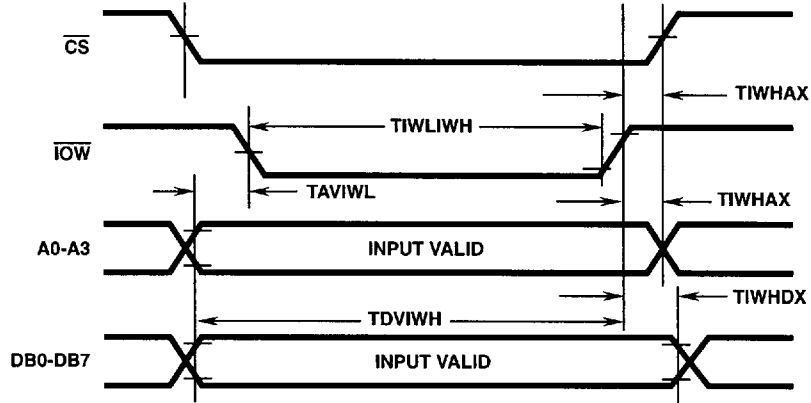 CS
TIWHAX
TIWLIWH
IOW
TAVIWL
TIWHAX
A0-A3
INPUT VALID
TIWHDX
TDVIWH
DB0-DB7
INPUT VALID